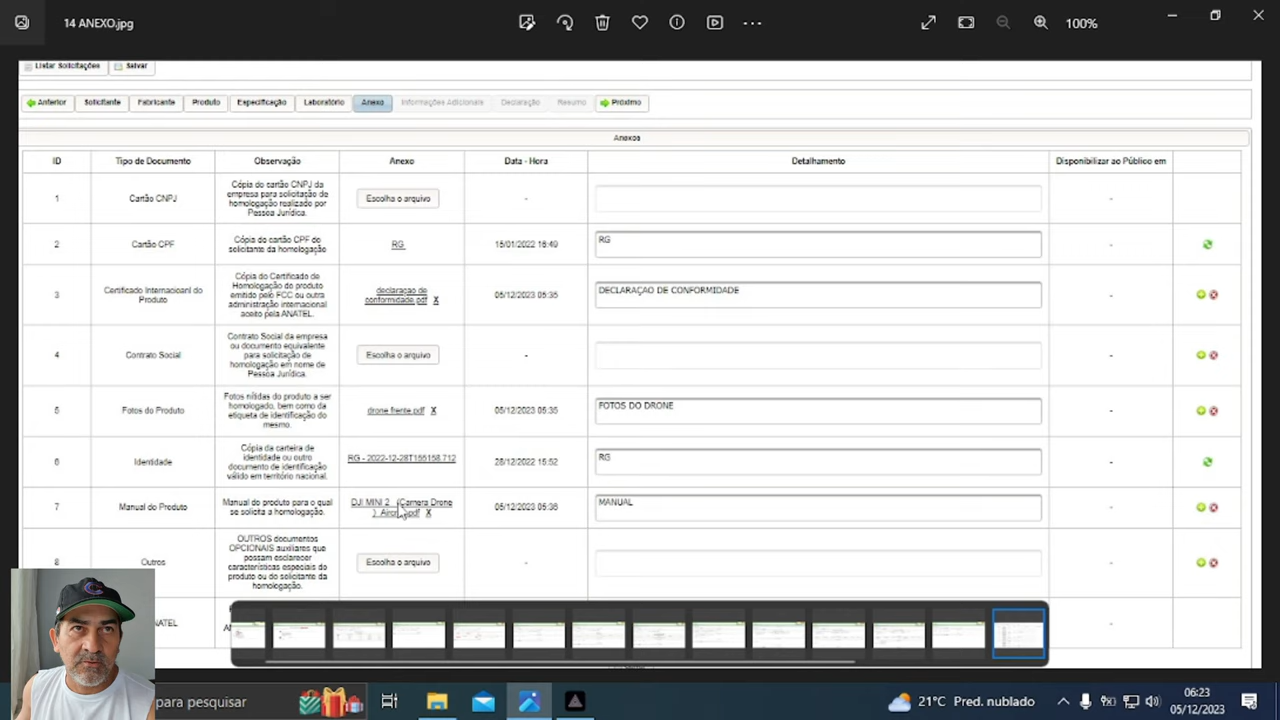 14 ANEXO.jpg
100%
Listar Solicitações
Salvar
Anterior
Solicitante
Fabricante
Produto
Especificação
Laboratório
Anexo
Informações Adicionais
Declaração
Resumo
Próximo
Anexos
ID
Tipo de Documento
Observação
Anexo
Data - Hora
Detalhamento
Disponibilizar ao Público em
1
Cartão CNPJ
Cópia do cartão CNPJ da
empresa para solicitação de
homologação realizado por
Pessoa Jurídica.
Escolha o arquivo
-
-
2
Cartão CPF
Cópia do cartão CPF do
solicitante da homologação
RG
15/01/2022 16:49
RG
-
3
Certificado Internacioanl do
Produto
Cópia do Certificado de
Homologação do produto
emitido pelo FCC ou outra
administração internacional
aceito pela ANATEL.
declaracao de
conformidade.pdf X
05/12/2023 05:35
DECLARAÇAO DE CONFORMIDADE
-
4
Contrato Social
Contrato Social da empresa
ou documento equivalente
para solicitação de
homologação em nome de
Pessoa Jurídica.
Escolha o arquivo
-
-
5
Fotos do Produto
Fotos nítidas do produto a ser
homologado, bem como da
etiqueta de identificação do
mesmo.
drone frente.pdf X
05/12/2023 05:35
FOTOS DO DRONE
-
6
Identidade
Cópia da carteira de
identidade ou outro
documento de identificação
válido em território nacional.
RG - 2022-12-28T155158.712
28/12/2022 15:52
RG
-
7
Manual do Produto
Manual do produto para o qual
se solicita a homologação.
DJI MINI 2 (Camera Drone
) X
05/12/2023 05:36
MANUAL
-
8
Outros
OUTROS documentos
OPCIONAIS auxiliares que
possam esclarecer
características especiais do
produto ou do solicitante da
homologação.
Escolha o arquivo
-
-
-
para pesquisar
21°C Pred. nublado
06:23
05/12/2023